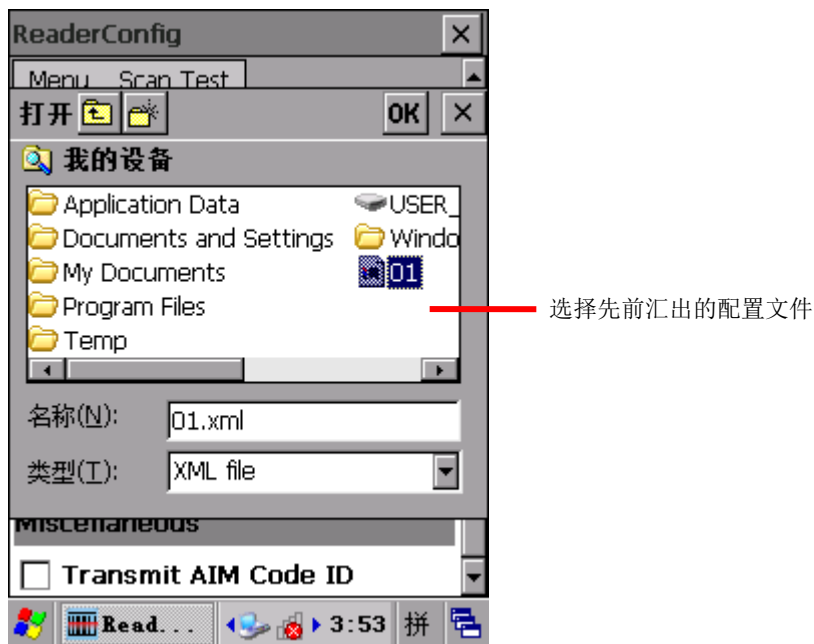 ReaderConfig
Menu Scan Test
打开 OK
我的设备
Application Data USER_
Documents and Settings Windo
My Documents 01
Program Files
Temp
选择先前汇出的配置文件
名称(N): 01.xml
类型(T): XML file
Miscellaneous
Transmit AIM Code ID
Read... 3:53 拼